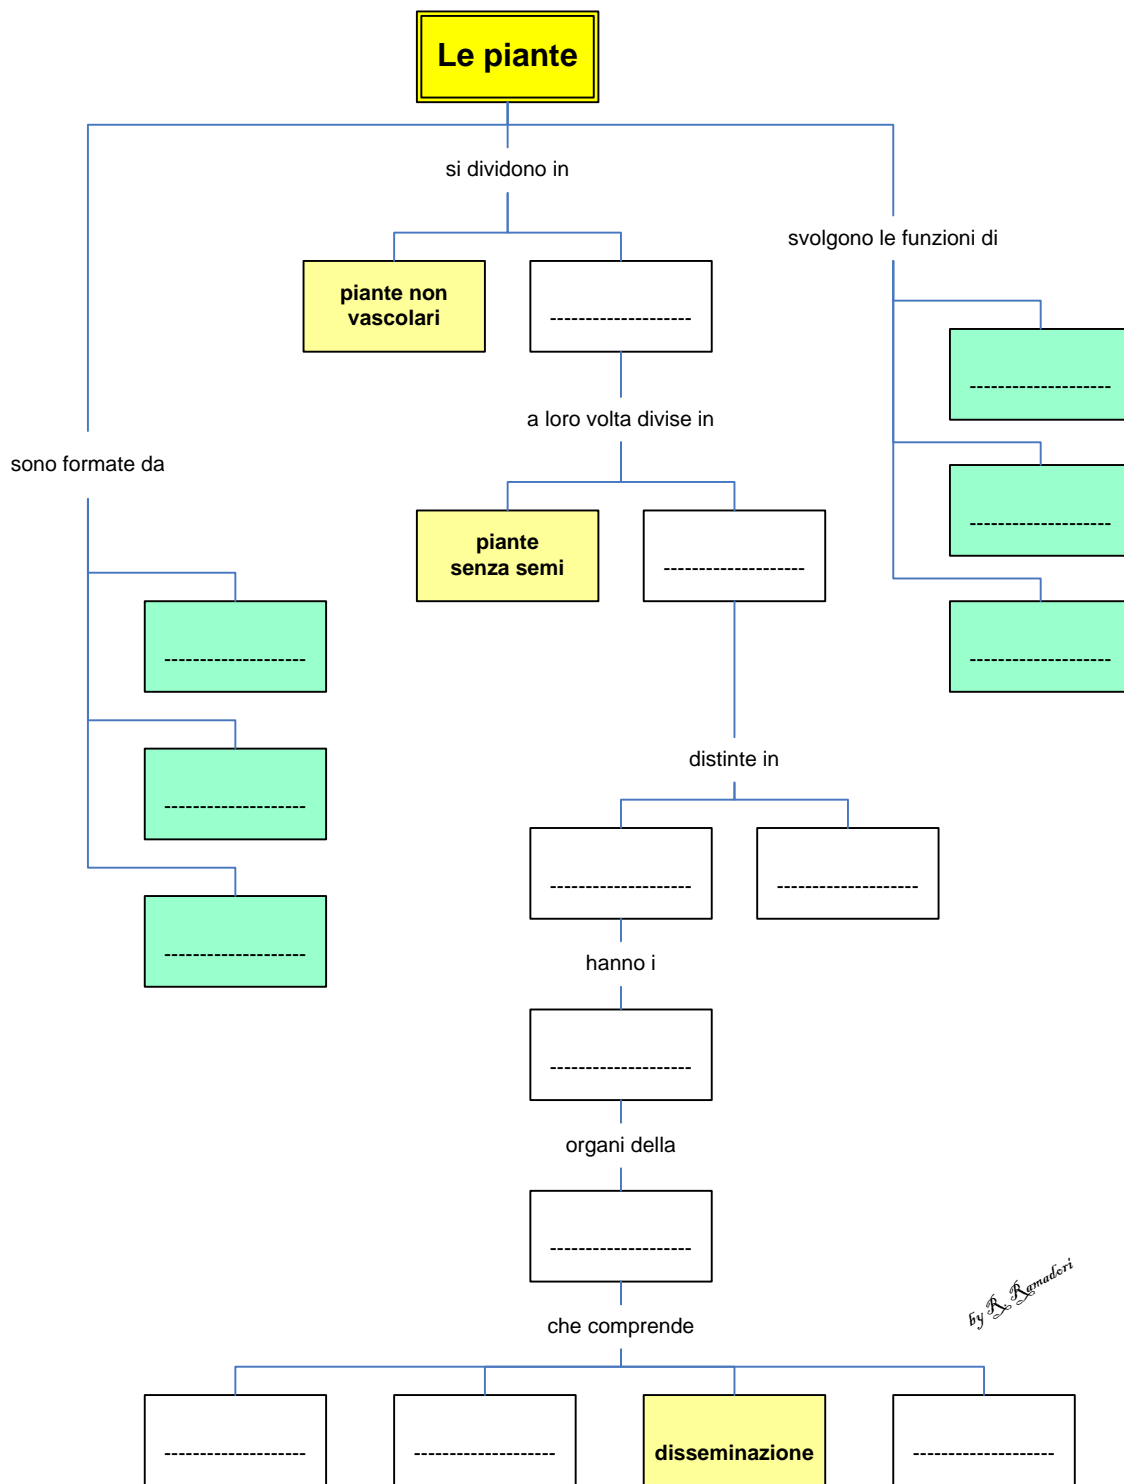 Le piante
si dividono in
svolgono le funzioni di
piante non
vascolari
--------------------
--------------------
a loro volta divise in
sono formate da
--------------------
piante
senza semi
--------------------
--------------------
--------------------
distinte in
--------------------
--------------------
--------------------
--------------------
hanno i
--------------------
organi della
--------------------
by R. Ramadori
che comprende
--------------------
--------------------
disseminazione
--------------------